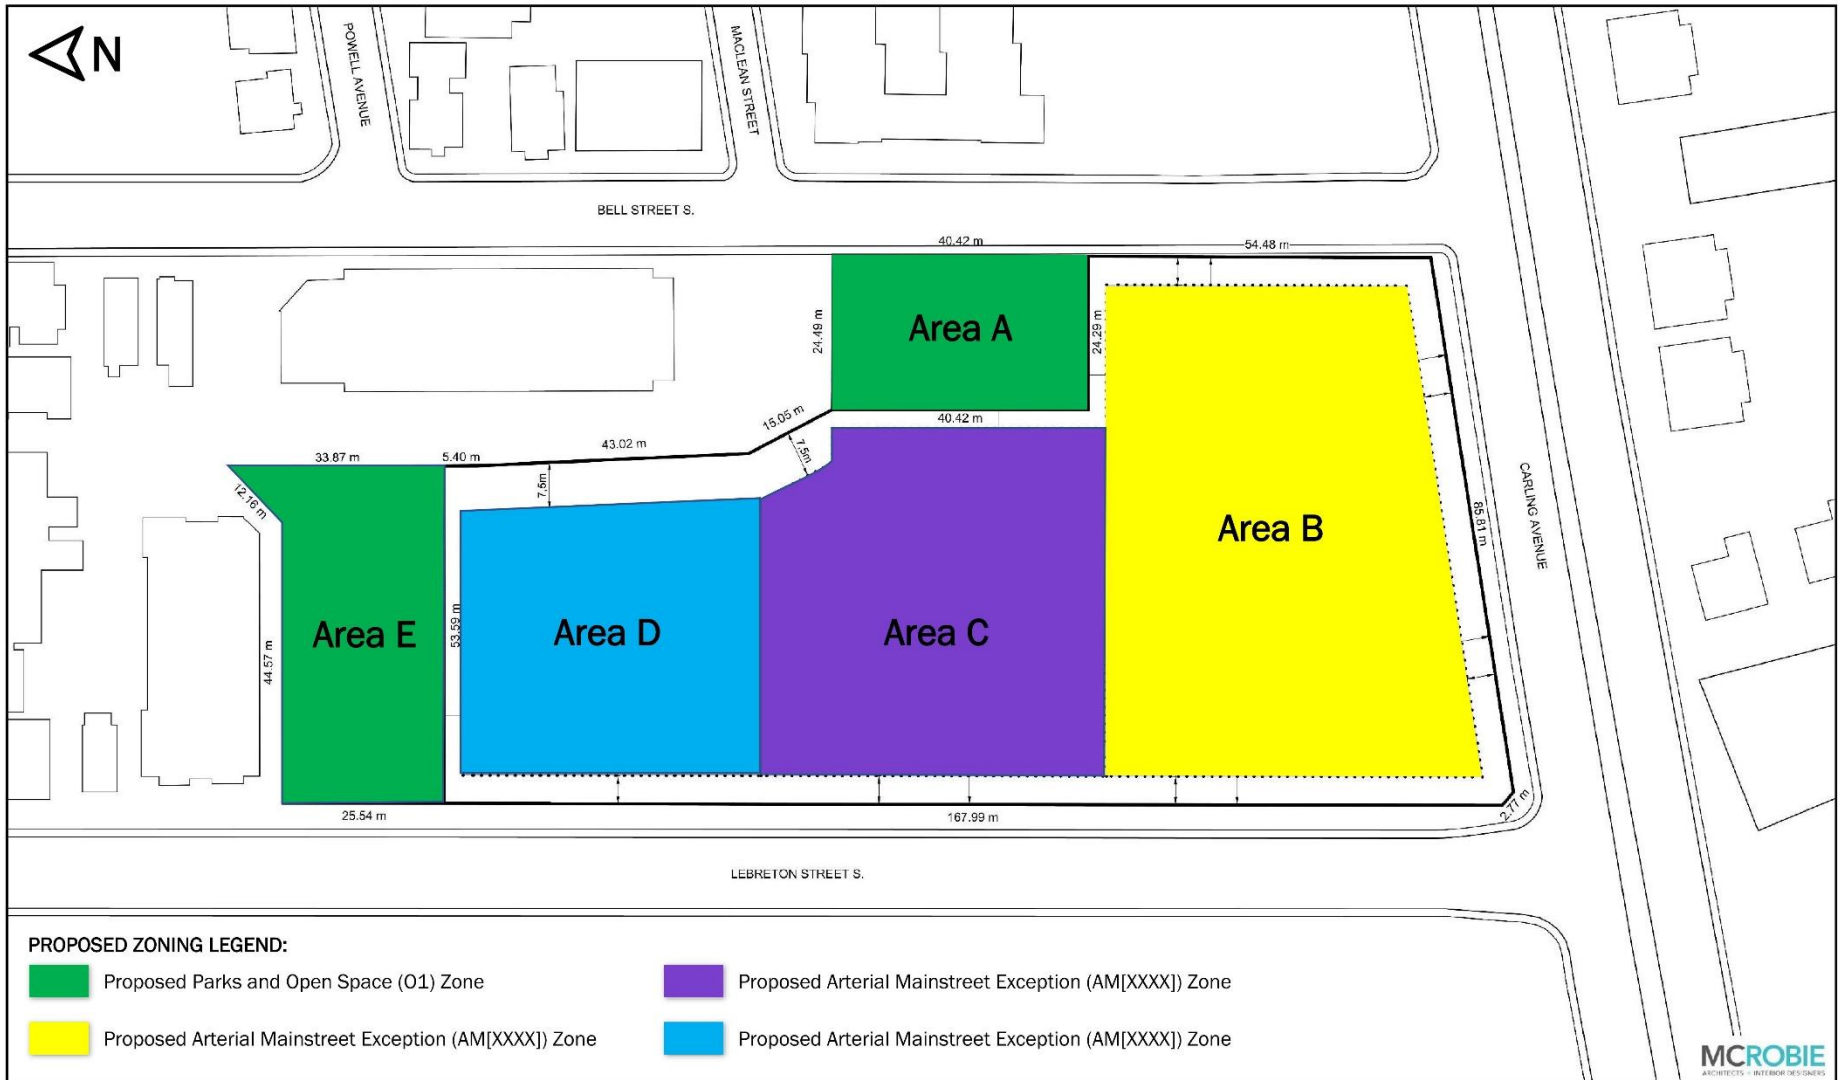 N
POWELL AVENUE
MACLEAN STREET
BELL STREET S.
40.42 m
54.48 m
24.49 m
Area A
24.29 m
40.42 m
15.05 m
7.5m
43.02 m
33.87 m
5.40 m
7.5m
12.16 m
CARLING AVENUE
85.81 m
Area B
53.59 m
44.57 m
Area E
Area D
Area C
25.54 m
167.99 m
2.77 m
LEBRETON STREET S.
PROPOSED ZONING LEGEND:
Proposed Parks and Open Space (O1) Zone
Proposed Arterial Mainstreet Exception (AM[XXXX]) Zone
Proposed Arterial Mainstreet Exception (AM[XXXX]) Zone
Proposed Arterial Mainstreet Exception (AM[XXXX]) Zone
MCROBIE
ARCHITECTS + INTERIOR DESIGNERS